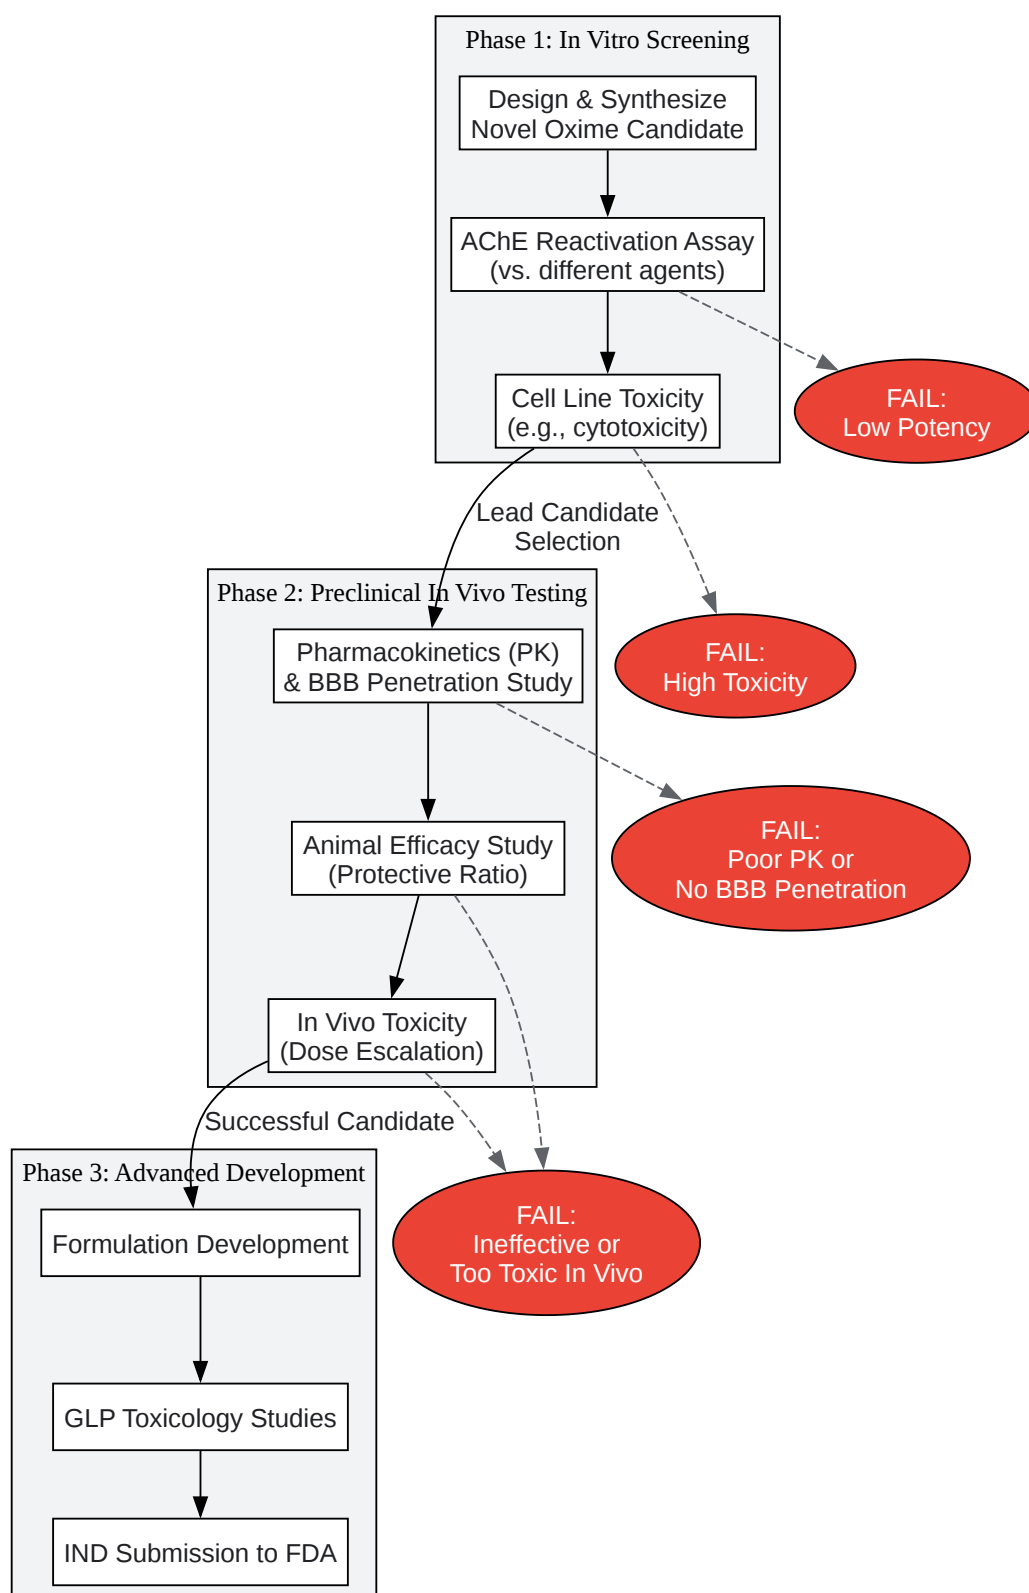 Phase 1: In Vitro Screening
Design & Synthesize
Novel Oxime Candidate
AChE Reactivation Assay
(vs. different agents)
Cell Line Toxicity
(e.g., cytotoxicity)
FAIL:
Low Potency
Lead Candidate
Selection
Phase 2: Preclinical In Vivo Testing
Pharmacokinetics (PK)
& BBB Penetration Study
FAIL:
High Toxicity
Animal Efficacy Study
(Protective Ratio)
FAIL:
Poor PK or
No BBB Penetration
In Vivo Toxicity
(Dose Escalation)
Successful Candidate
Phase 3: Advanced Development
Formulation Development
FAIL:
Ineffective or
Too Toxic In Vivo
GLP Toxicology Studies
IND Submission to FDA